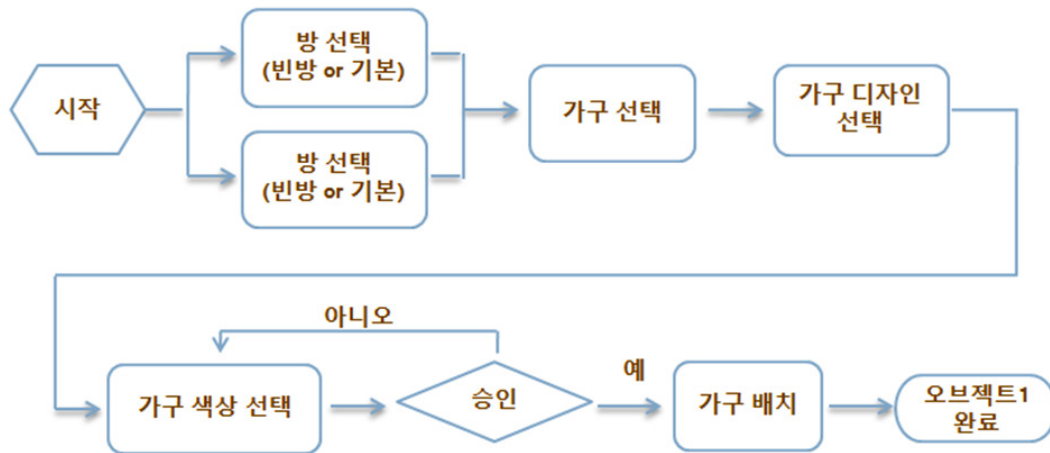 시작
방 선택
(빈방 or 기본)
방 선택
(빈방 or 기본)
가구 선택
가구 디자인
선택
아니오
가구 색상 선택
승인
예
가구 배치
오브젝트1
완료